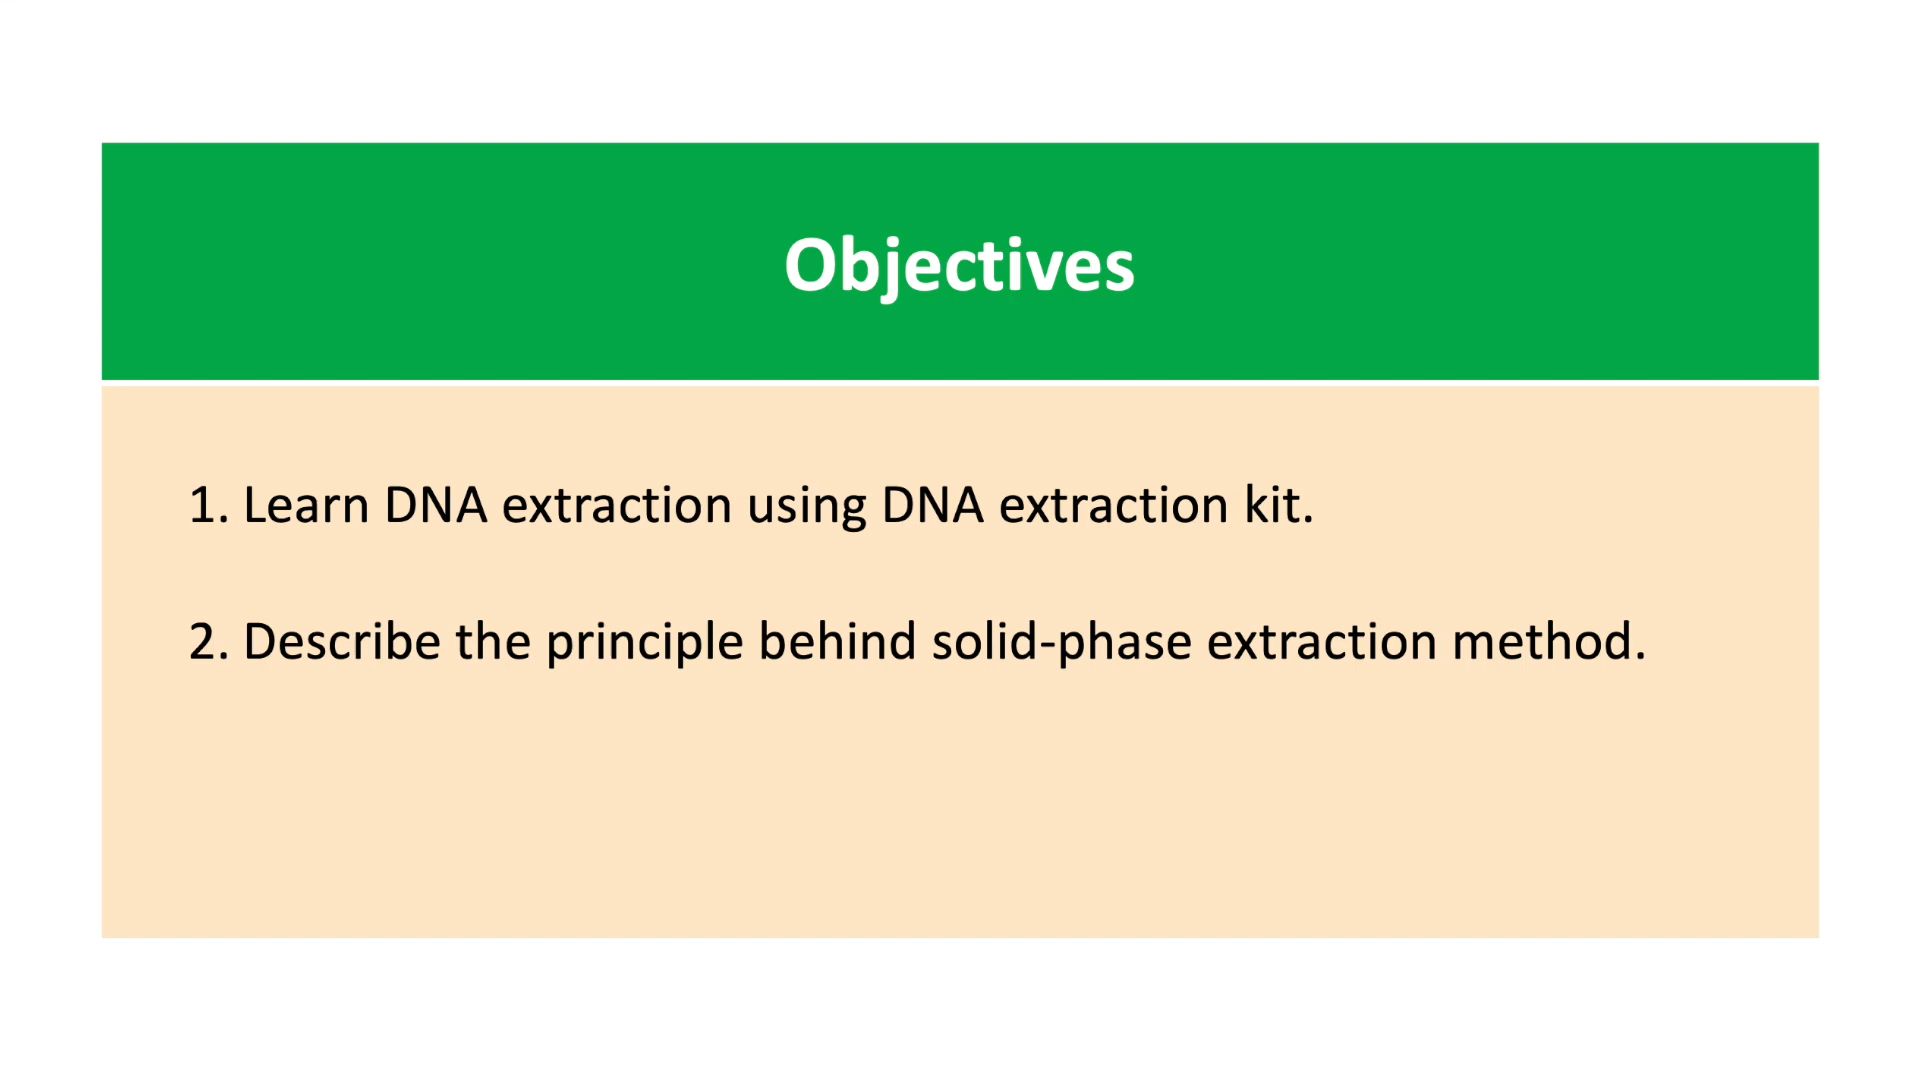 Objectives
1. Learn DNA extraction using DNA extraction kit.
2. Describe the principle behind solid-phase extraction method.